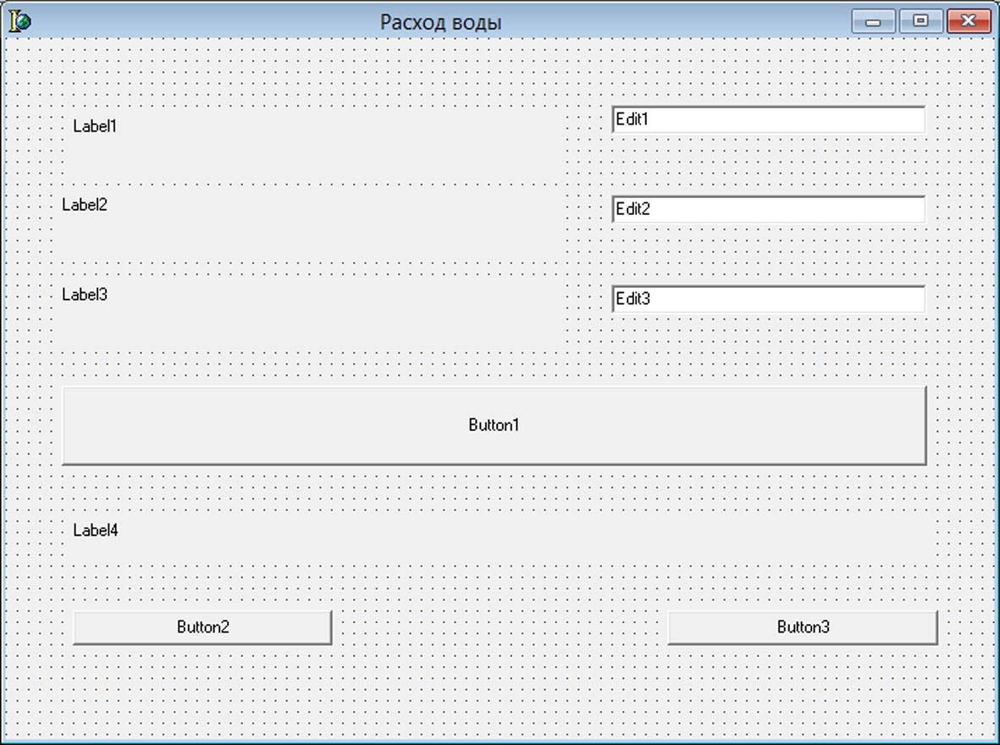 Расход воды
Label1
Edit1
Label2
Edit2
Label3
Edit3
Button1
Label4
Button2
Button3